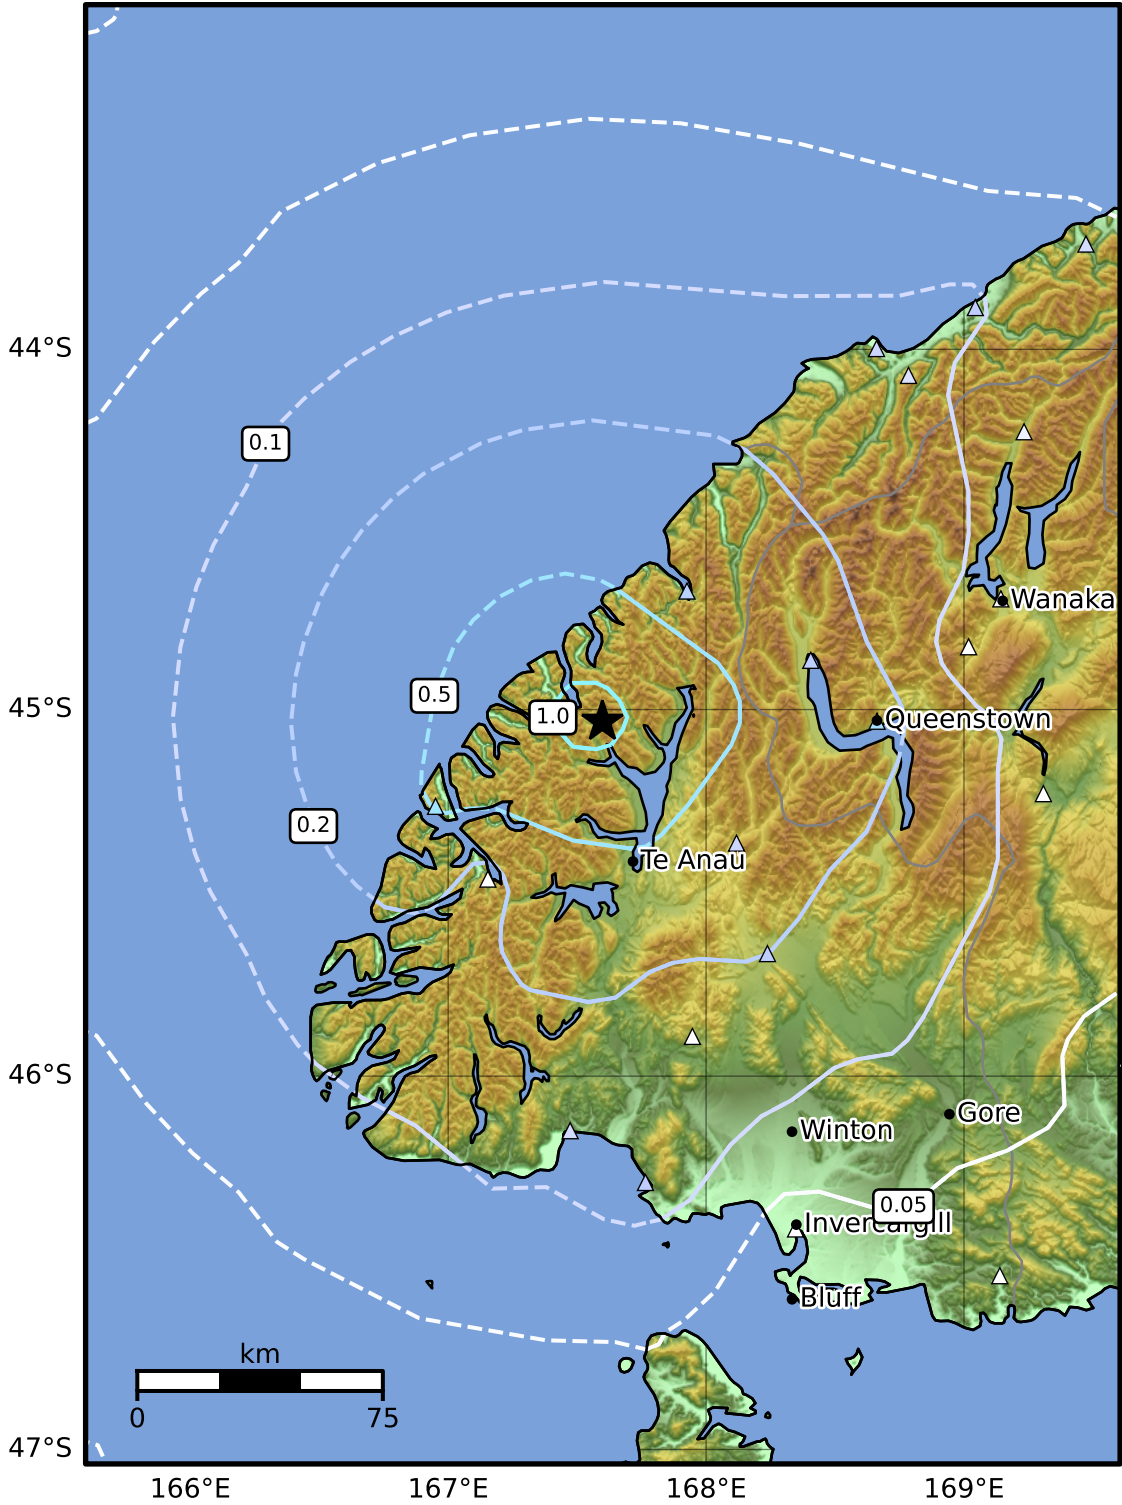 44°S
0.1
Wanaka
45°S
0.5
1.0
Queenstown
0.2
Te Anau
46°S
Gore
Winton
0.05
Invercargill
Bluff
km
0
75
47°S
166°E
167°E
168°E
169°E